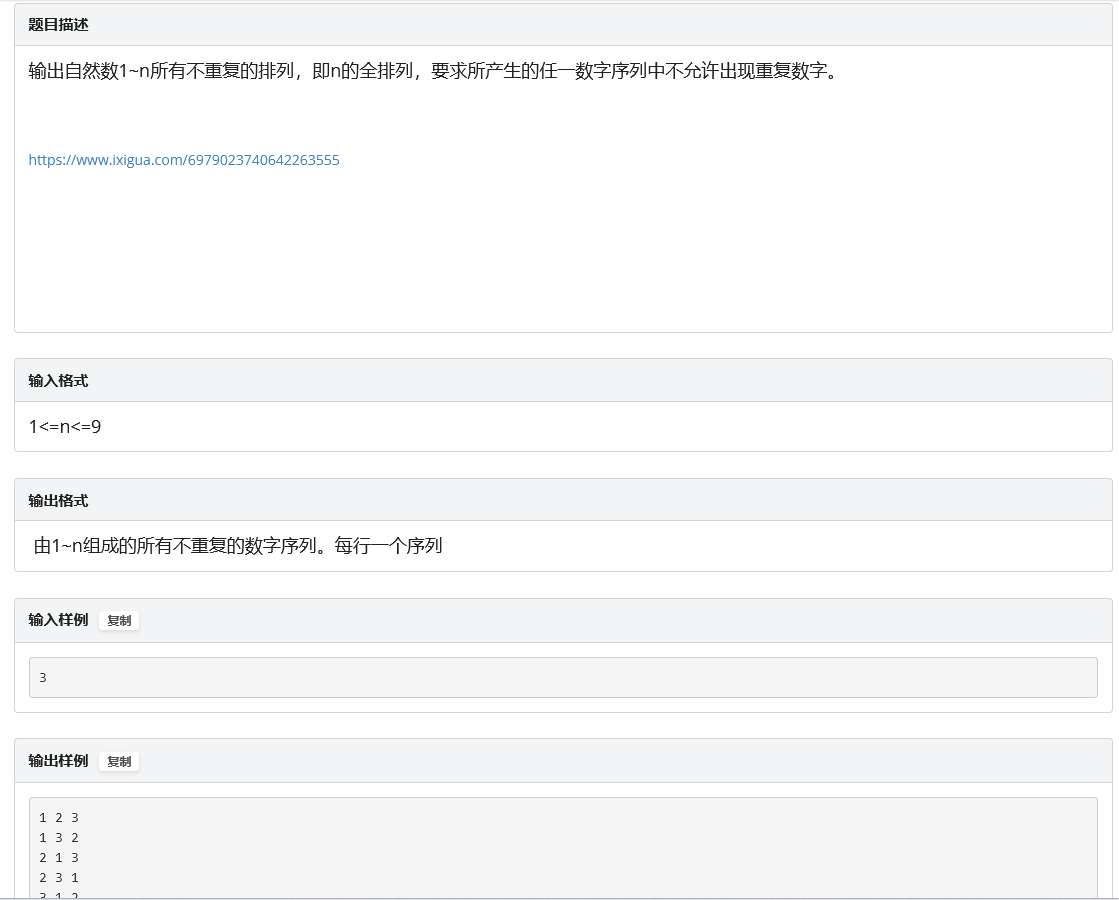 题目描述
输出自然数1~n所有不重复的排列，即n的全排列，要求所产生的任一数字序列中不允许出现重复数字。
https://www.ixigua.com/6979023740642263555
输入格式
1<=n<=9
输出格式
由1~n组成的所有不重复的数字序列。每行一个序列
输入样例 复制
3
输出样例 复制
1 2 3
1 3 2
2 1 3
2 3 1
3 1 2